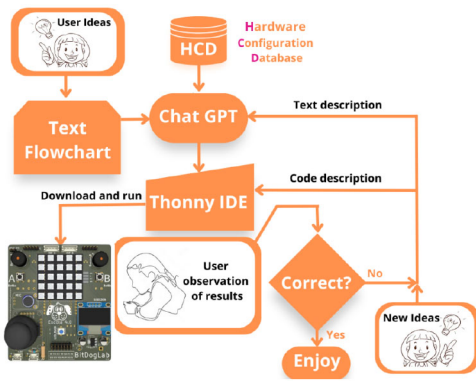 User Ideas
HCD
Hardware
Configuration
Database
Text
Flowchart
Chat GPT
Text description
Code description
Download and run
Thonny IDE
User
observation
of results
Correct?
No
Yes
New Ideas
Enjoy
A
B
BitDogLab